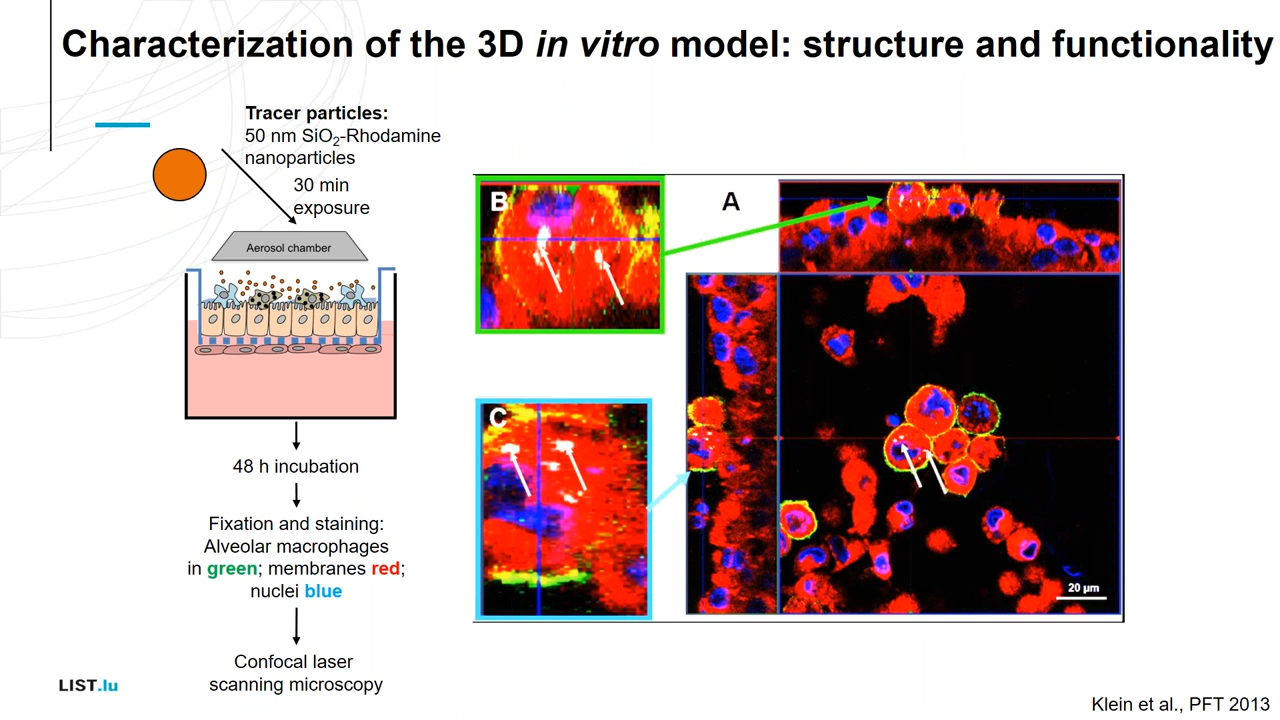 Characterization of the 3D in vitro model: structure and functionality
Tracer particles:
50 nm SiO₂-Rhodamine
nanoparticles
30 min
exposure
Aerosol chamber
48 h incubation
Fixation and staining:
Alveolar macrophages
in green; membranes red;
nuclei blue
Confocal laser
scanning microscopy
B
A
C
20 µm
LIST.lu
Klein et al., PFT 2013